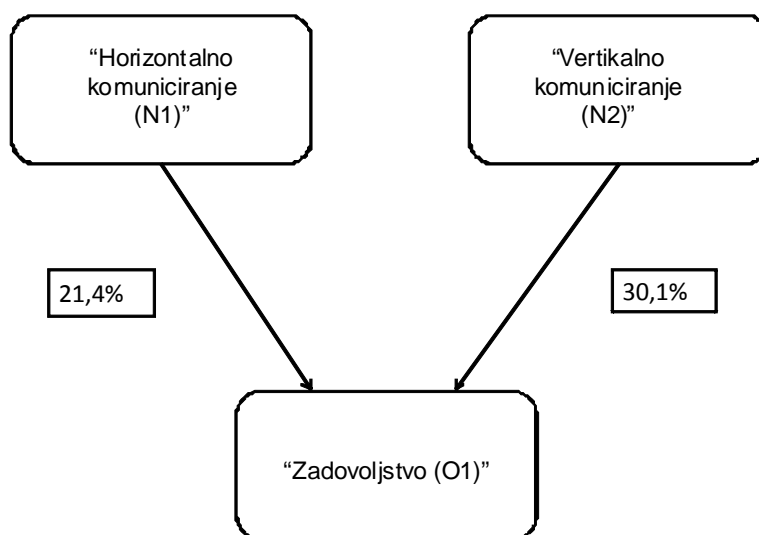 “Horizontalno
komuniciranje
(N1)”
“Vertikalno
komuniciranje
(N2)”
21,4%
30,1%
“Zadovoljstvo (O1)”